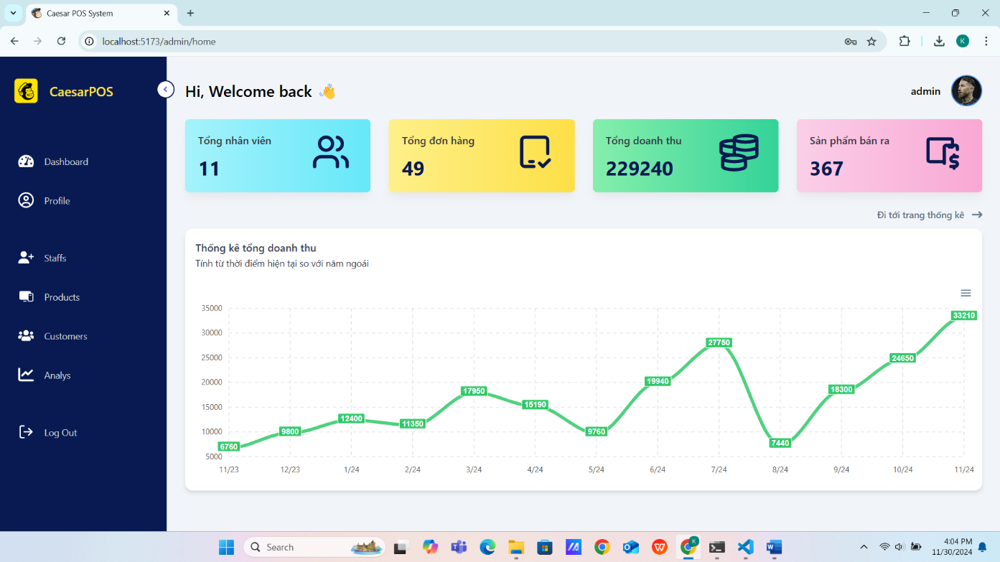 Caesar POS System
localhost:5173/admin/home
K
CaesarPOS
Dashboard
Profile
Staffs
Products
Customers
Analys
Log Out
Hi, Welcome back 👋
admin
Tổng nhân viên
11
Tổng đơn hàng
49
Tổng doanh thu
229240
Sản phẩm bán ra
367
Đi tới trang thống kê →
Thống kê tổng doanh thu
Tính từ thời điểm hiện tại so với năm ngoái
35000
30000
25000
20000
15000
10000
5000
6760
9800
12400
11350
17950
15190
9760
19940
27750
7440
18300
24650
33210
11/23
12/23
1/24
2/24
3/24
4/24
5/24
6/24
7/24
8/24
9/24
10/24
11/24
Search
K
4:04 PM
11/30/2024